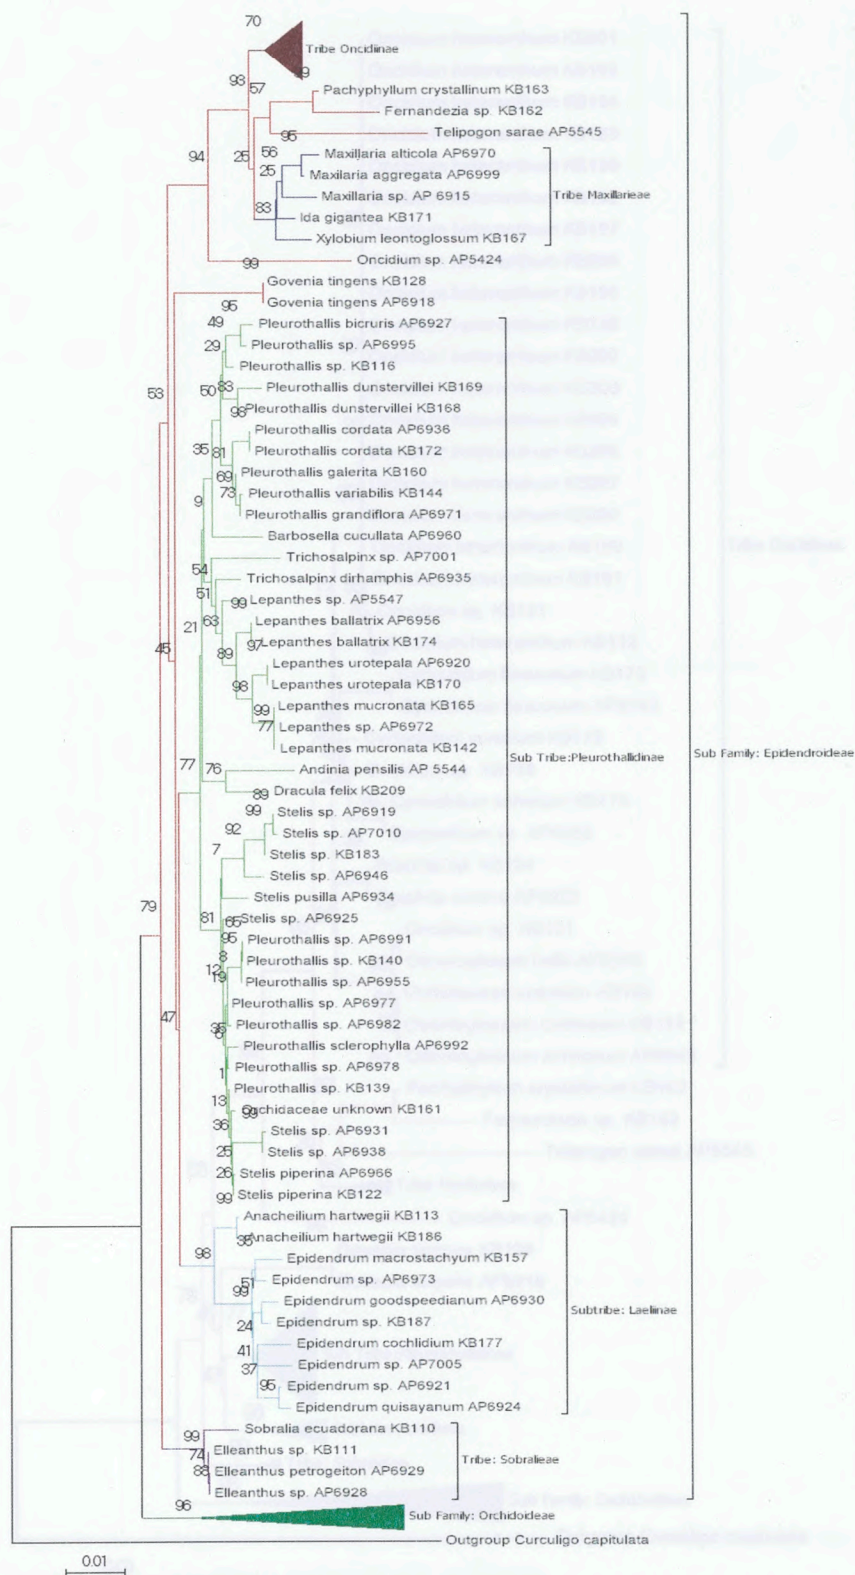 70
Tribe Oncidiinae
99
93
57
Pachyphyllum crystallinum KB163
Fernandezia sp. KB162
95
Telipogon sarae AP5545
94
25
56
Maxillaria alticola AP6970
25
Maxilaria aggregata AP6999
Maxillaria sp. AP 6915
Tribe Maxillarieae
83
Ida gigantea KB171
Xylobium leontoglossum KB167
99
Oncidium sp. AP5424
Govenia tingens KB128
95
Govenia tingens AP6918
49
Pleurothallis bicruris AP6927
29
Pleurothallis sp. AP6995
Pleurothallis sp. KB116
53
50
83
Pleurothallis dunstervillei KB169
98
Pleurothallis dunstervillei KB168
Pleurothallis cordata AP6936
35
81
Pleurothallis cordata KB172
69
Pleurothallis galerita KB160
73
Pleurothallis variabilis KB144
9
Pleurothallis grandiflora AP6971
Barbosella cucullata AP6960
Trichosalpinx sp. AP7001
54
Trichosalpinx dirhamphis AP6935
51
99
Lepanthes sp. AP5547
21
63
Lepanthes ballatrix AP6956
45
97
Lepanthes ballatrix KB174
89
Lepanthes urotepala AP6920
98
Lepanthes urotepala KB170
99
Lepanthes mucronata KB165
77
Lepanthes sp. AP6972
Lepanthes mucronata KB142
Sub Tribe:Pleurothallidinae
Sub Family: Epidendroideae
77
76
Andinia pensilis AP 5544
89
Dracula felix KB209
99
Stelis sp. AP6919
92
Stelis sp. AP7010
7
Stelis sp. KB183
Stelis sp. AP6946
Stelis pusilla AP6934
79
81
65
Stelis sp. AP6925
95
Pleurothallis sp. AP6991
8
Pleurothallis sp. KB140
12
19
Pleurothallis sp. AP6955
Pleurothallis sp. AP6977
47
Pleurothallis sp. AP6982
Pleurothallis sclerophylla AP6992
1
Pleurothallis sp. AP6978
Pleurothallis sp. KB139
13
99
Orchidaceae unknown KB161
36
Stelis sp. AP6931
25
Stelis sp. AP6938
26
Stelis piperina AP6966
99
Stelis piperina KB122
Anacheilium hartwegii KB113
98
Anacheilium hartwegii KB186
Epidendrum macrostachyum KB157
51
Epidendrum sp. AP6973
99
Epidendrum goodspeedianum AP6930
Subtribe: Laelinae
24
Epidendrum sp. KB187
41
Epidendrum cochlidium KB177
37
Epidendrum sp. AP7005
95
Epidendrum sp. AP6921
Epidendrum quisayanum AP6924
99
Sobralia ecuadorana KB110
74
Elleanthus sp. KB111
Tribe: Sobralieae
88
Elleanthus petrogeiton AP6929
Elleanthus sp. AP6928
96
Sub Family: Orchidoideae
Outgroup Curculigo capitulata
0.01